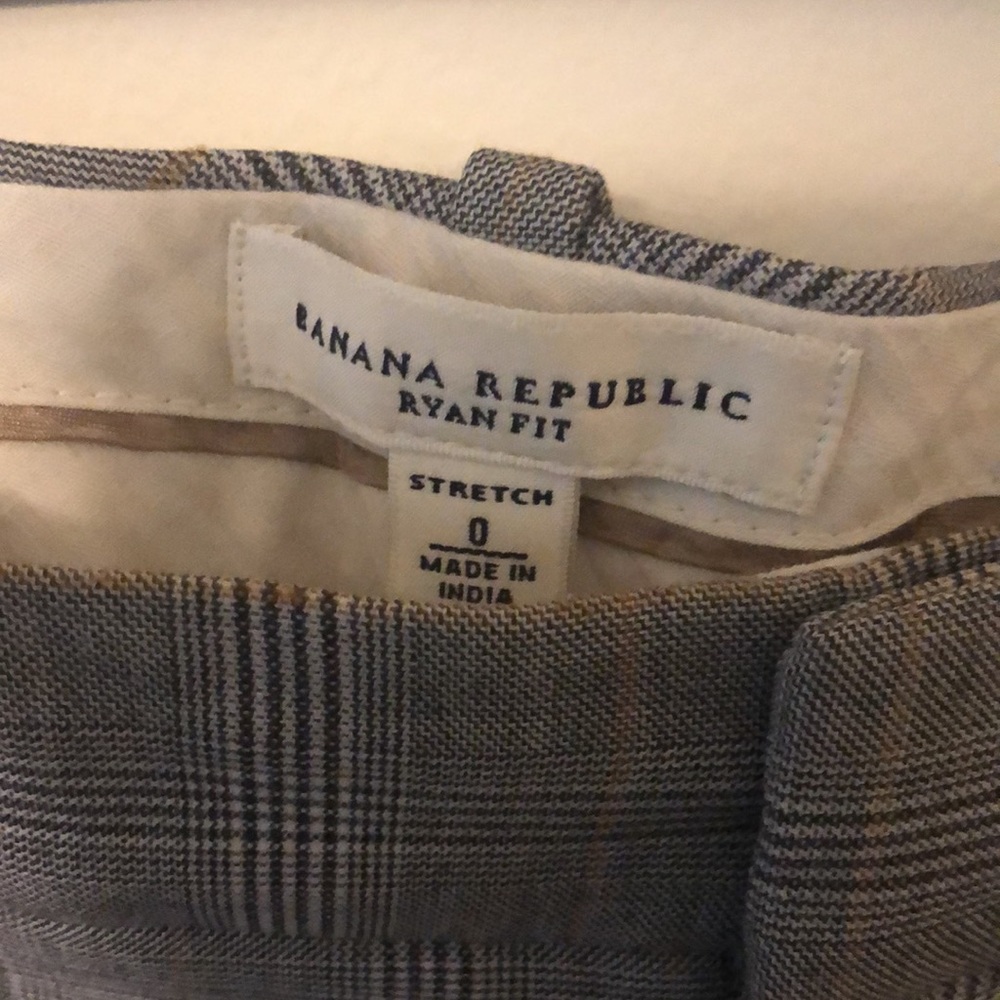 BANANA REPUBLIC
RYAN FIT
STRETCH
0
MADE IN
INDIA